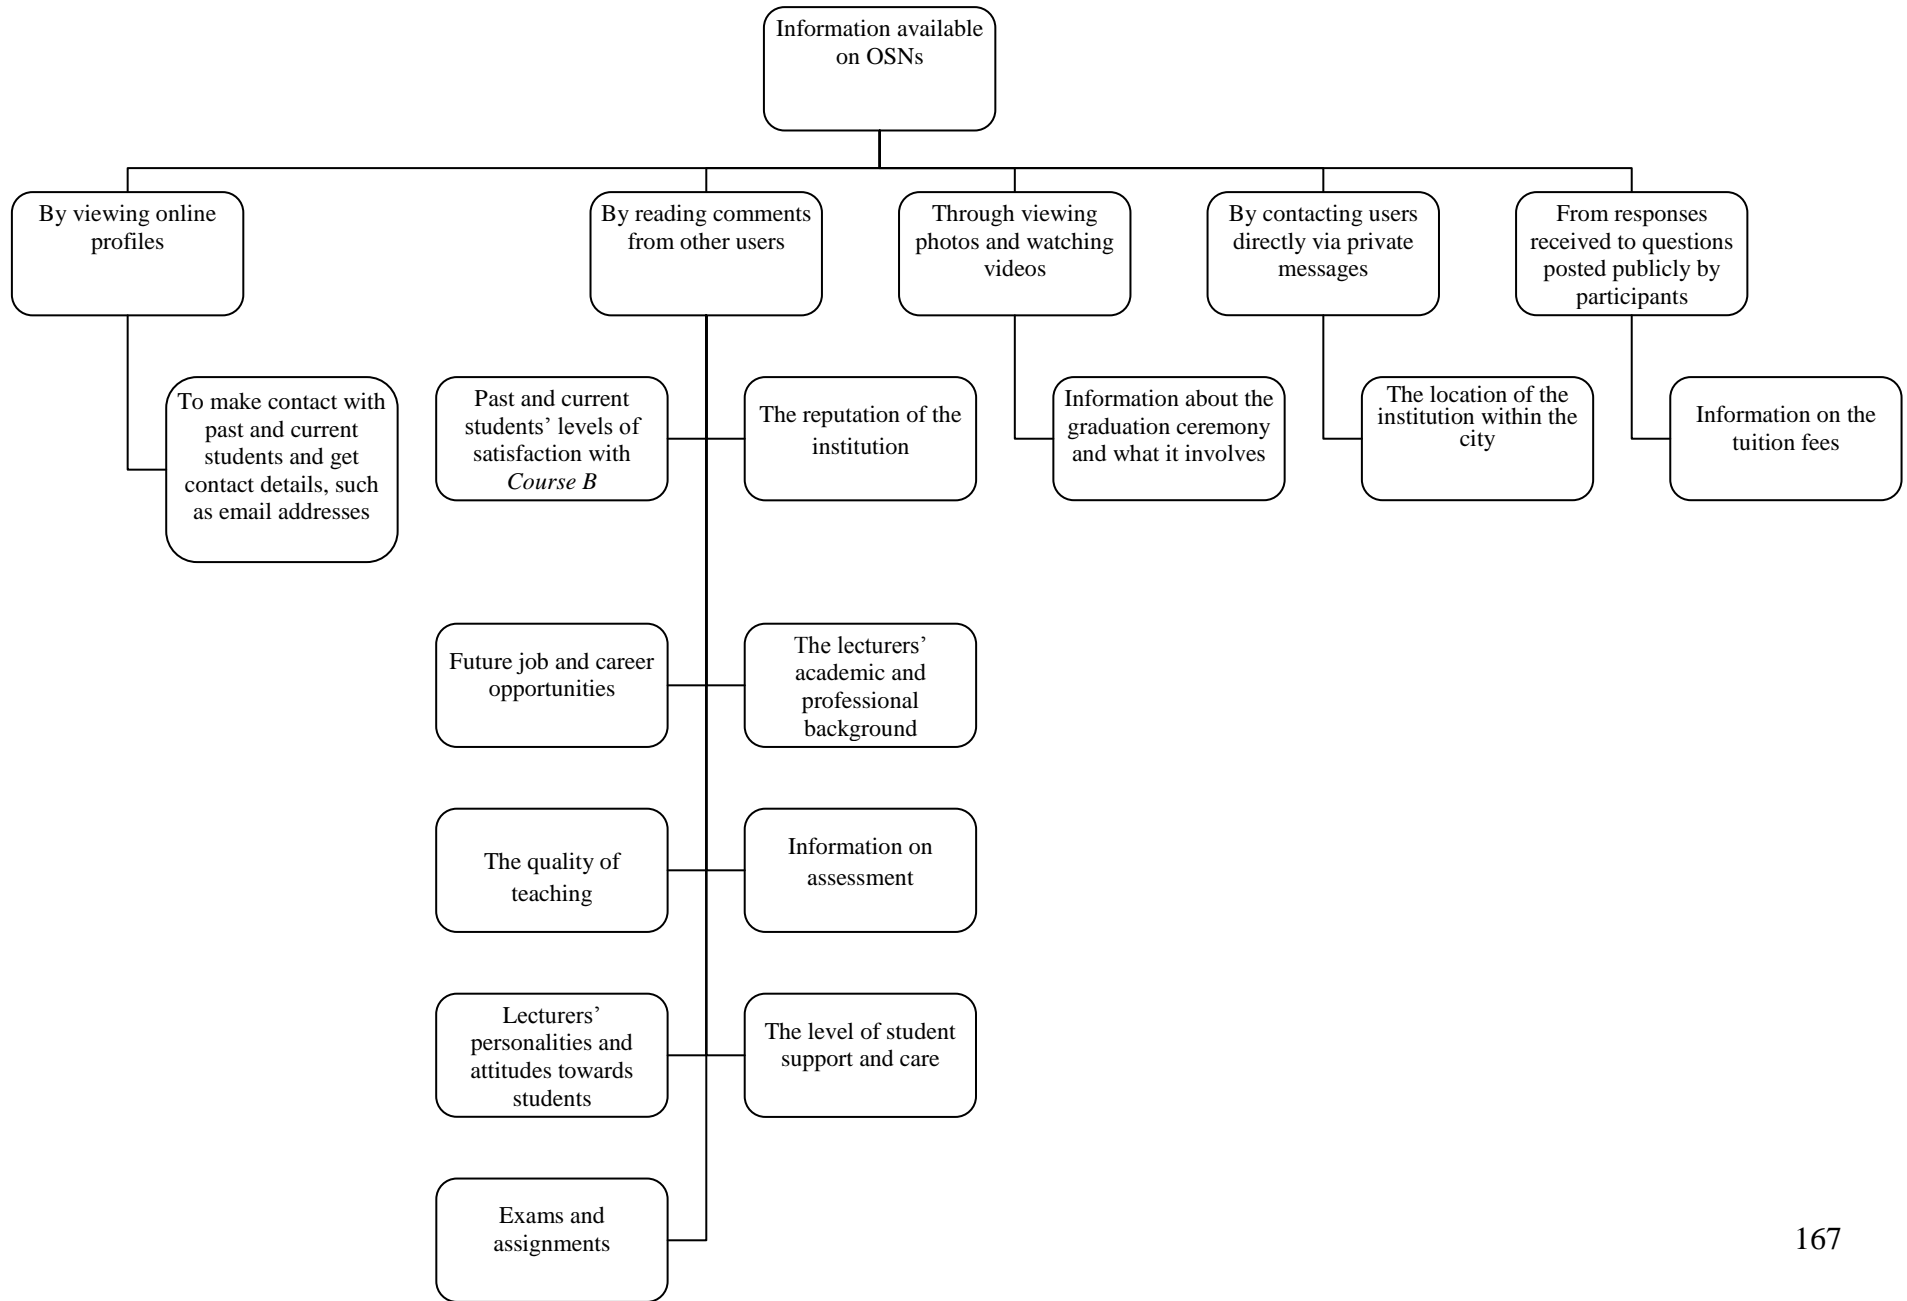 Information available
on OSNs
By viewing online
profiles
By reading comments
from other users
Through viewing
photos and watching
videos
By contacting users
directly via private
messages
From responses
received to questions
posted publicly by
participants
To make contact with
past and current
students and get
contact details, such
as email addresses
Past and current
students’ levels of
satisfaction with
Course B
The reputation of the
institution
Information about the
graduation ceremony
and what it involves
The location of the
institution within the
city
Information on the
tuition fees
Future job and career
opportunities
The lecturers’
academic and
professional
background
The quality of
teaching
Information on
assessment
Lecturers’
personalities and
attitudes towards
students
The level of student
support and care
Exams and
assignments
167